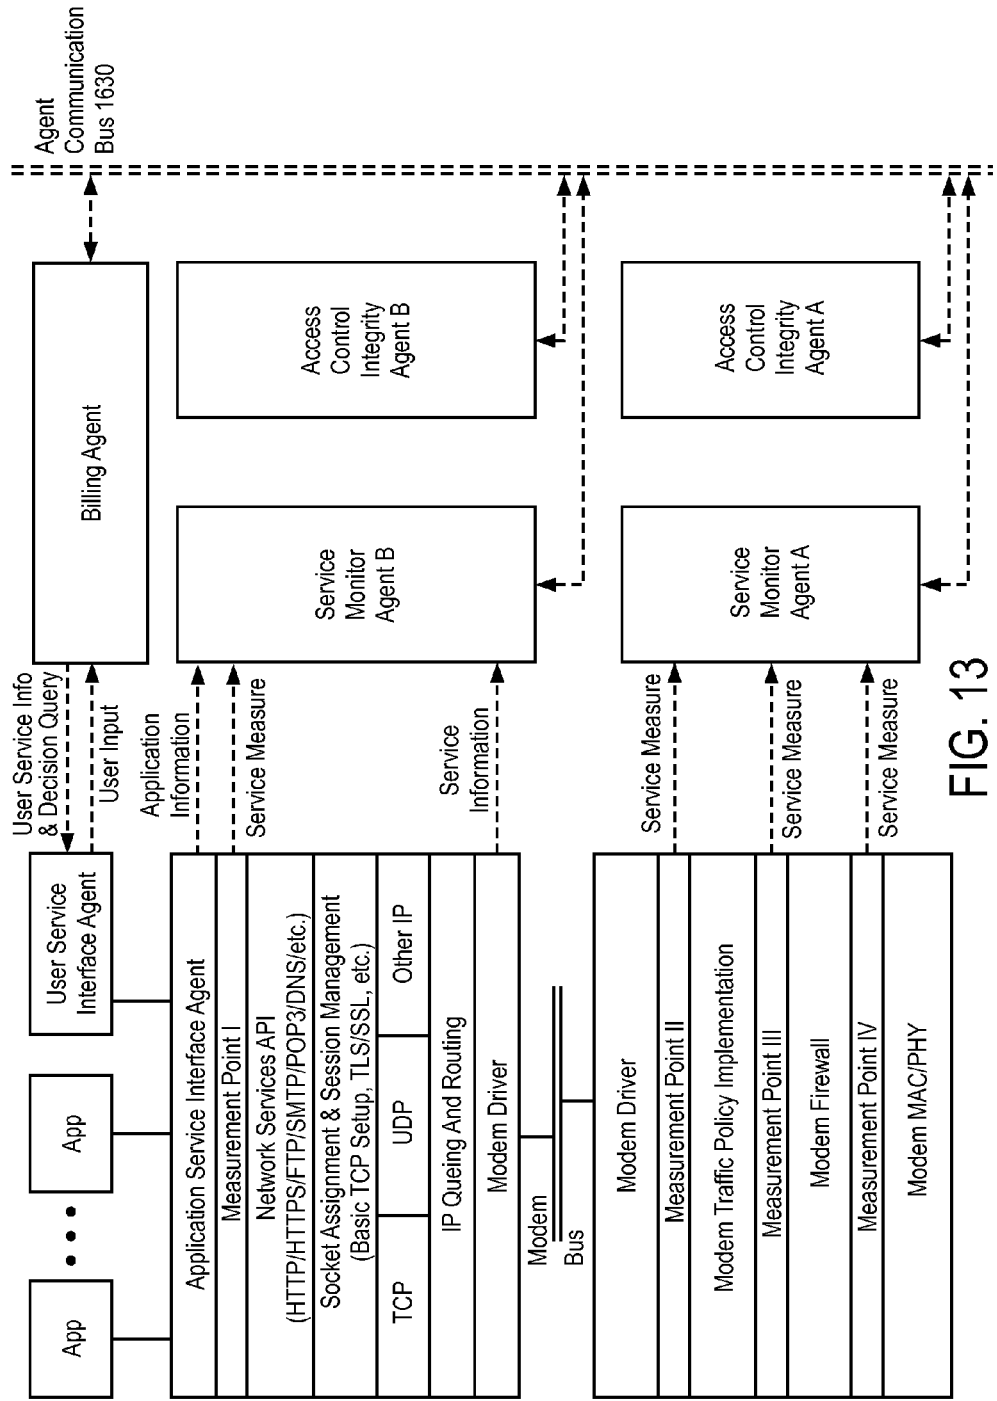 Agent
Communication
Bus 1630
Billing Agent
User Service Info
& Decision Query
User Input
User Service
Interface Agent
App
App
Access
Control
Integrity
Agent B
Service
Monitor
Agent B
Application
Information
Service Measure
Service
Information
Application Service Interface Agent
Measurement Point I
Network Services API
(HTTP/HTTPS/FTP/SMTP/POP3/DNS/etc.)
Socket Assignment & Session Management
(Basic TCP Setup, TLS/SSL, etc.)
TCP
UDP
Other IP
IP Queing And Routing
Modem Driver
Modem
Bus
Access
Control
Integrity
Agent A
Service
Monitor
Agent A
Service Measure
Service Measure
Service Measure
Modem Driver
Measurement Point II
Modem Traffic Policy Implementation
Measurement Point III
Modem Firewall
Measurement Point IV
Modem MAC/PHY
FIG. 13